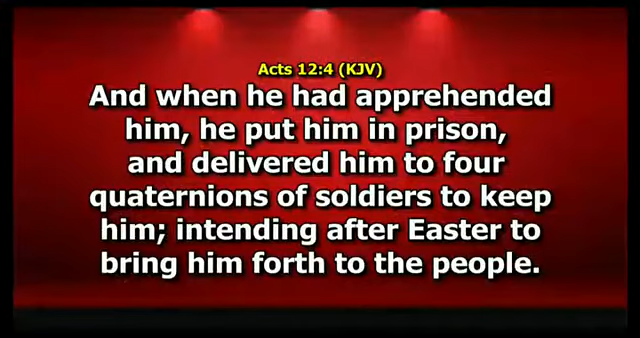 Acts 12:4 (KJV)
And when he had apprehended
him, he put him in prison,
and delivered him to four
quaternions of soldiers to keep
him; intending after Easter to
bring him forth to the people.